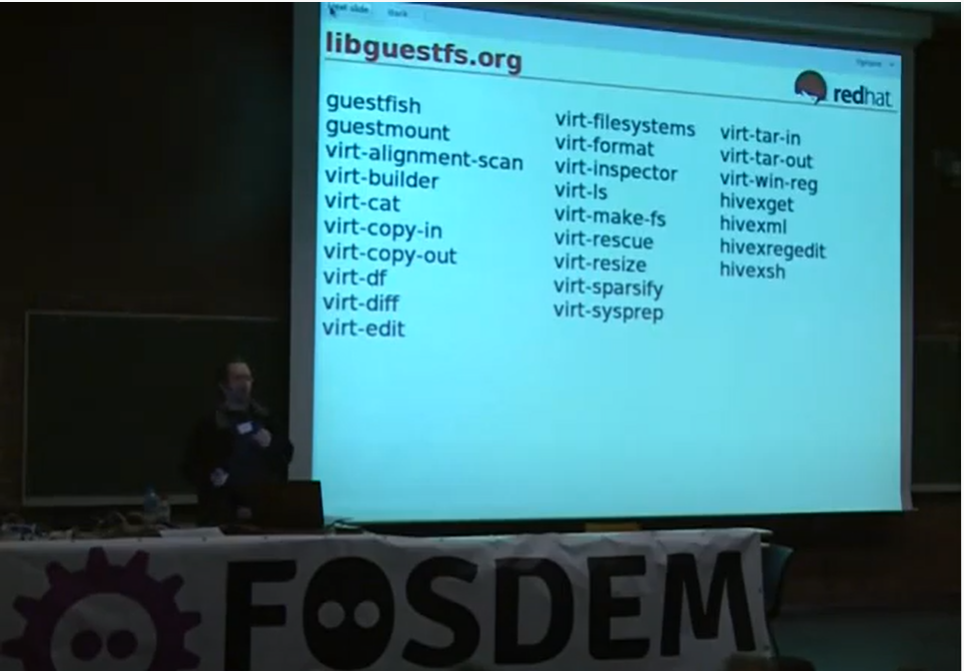 Back
libguestfs.org
redhat
guestfish
guestmount
virt-alignment-scan
virt-builder
virt-cat
virt-copy-in
virt-copy-out
virt-df
virt-diff
virt-edit
virt-filesystems
virt-format
virt-inspector
virt-ls
virt-make-fs
virt-rescue
virt-resize
virt-sparsify
virt-sysprep
virt-tar-in
virt-tar-out
virt-win-reg
hivexget
hivexml
hivexregedit
hivexsh
FOSDEM